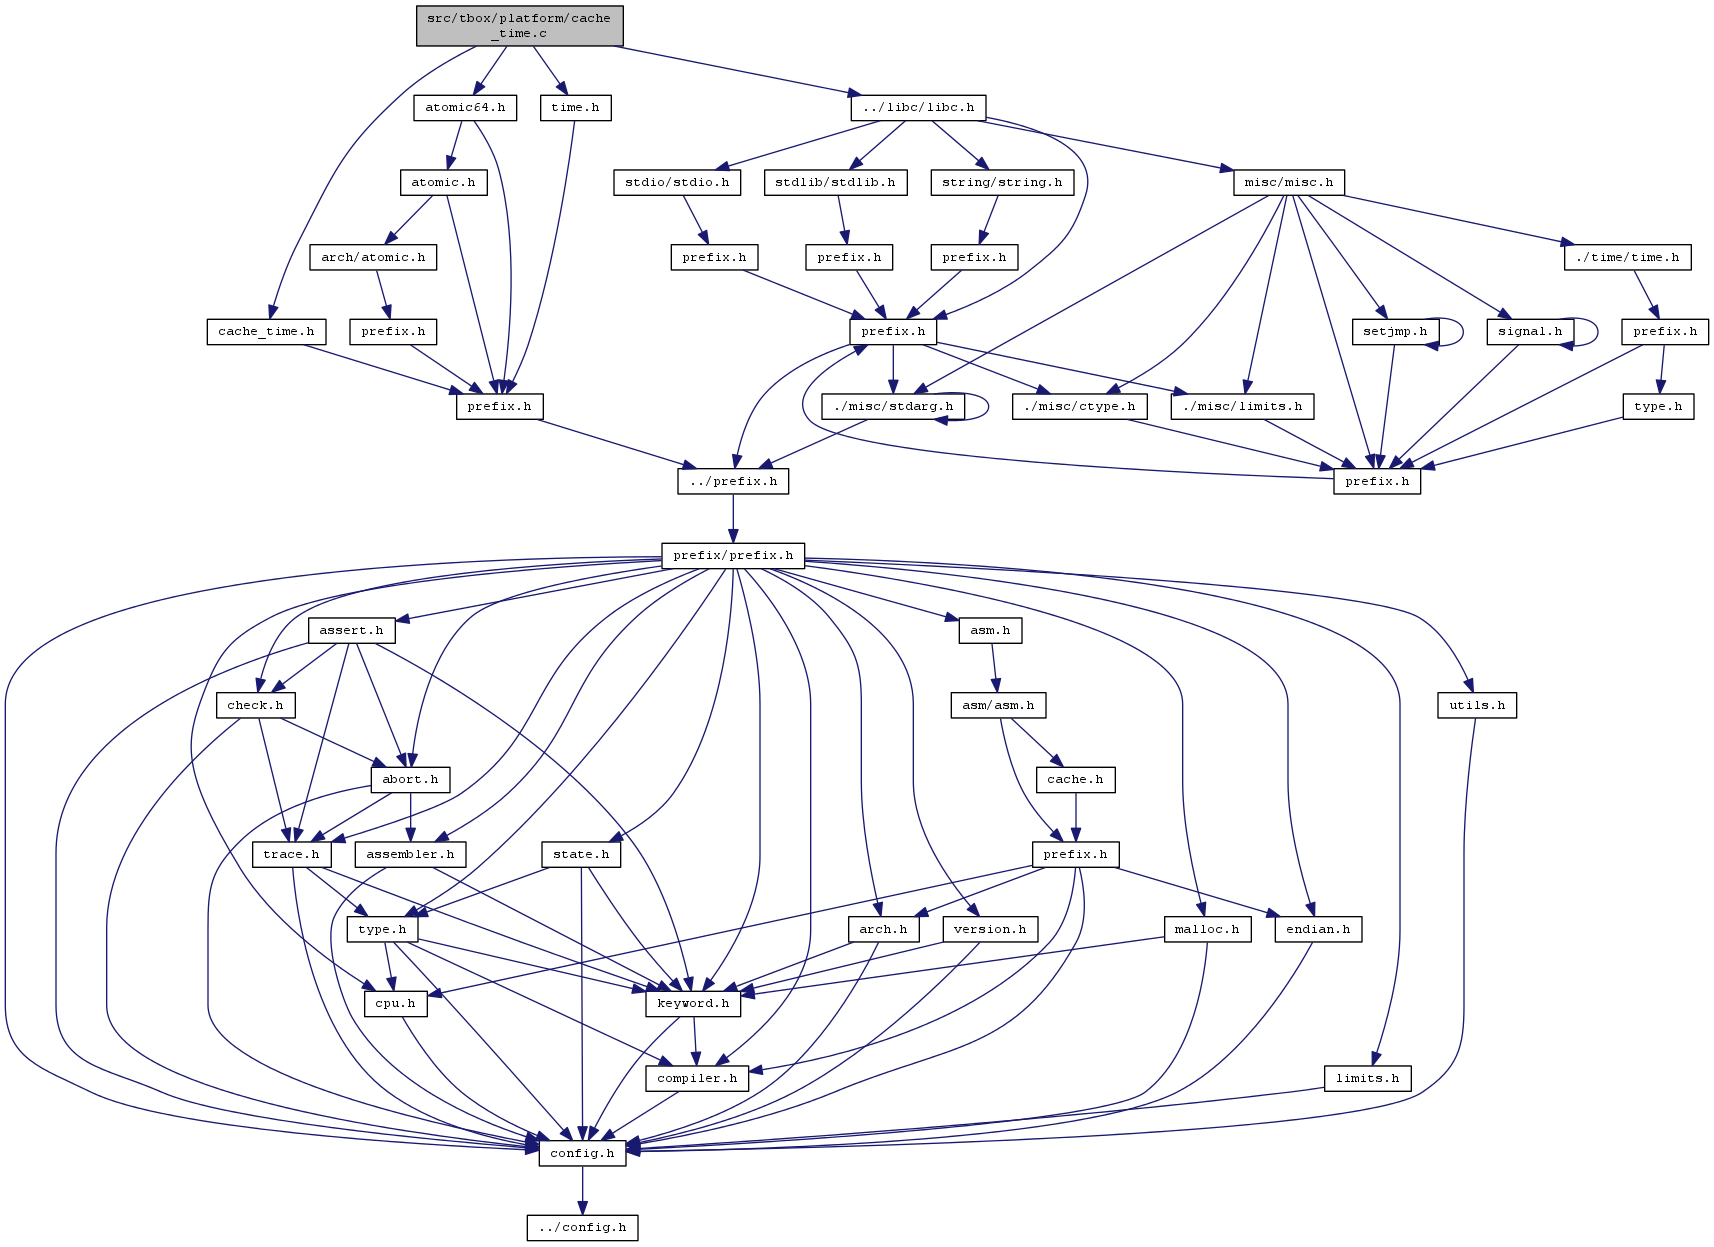 src/tbox/platform/cache
_time.c
atomic64.h
time.h
../libc/libc.h
atomic.h
stdio/stdio.h
stdlib/stdlib.h
string/string.h
misc/misc.h
arch/atomic.h
prefix.h
prefix.h
prefix.h
./time/time.h
cache_time.h
prefix.h
prefix.h
setjmp.h
signal.h
prefix.h
prefix.h
./misc/stdarg.h
./misc/ctype.h
./misc/limits.h
type.h
../prefix.h
prefix.h
prefix/prefix.h
assert.h
asm.h
check.h
asm/asm.h
utils.h
abort.h
cache.h
trace.h
assembler.h
state.h
prefix.h
type.h
arch.h
version.h
malloc.h
endian.h
cpu.h
keyword.h
compiler.h
limits.h
config.h
../config.h